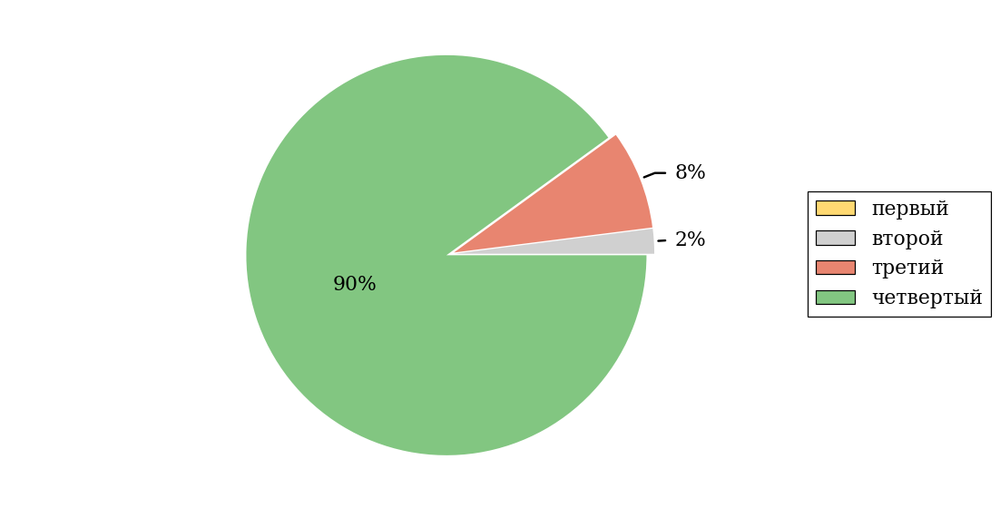 8%
2%
90%
первый
второй
третий
четвертый